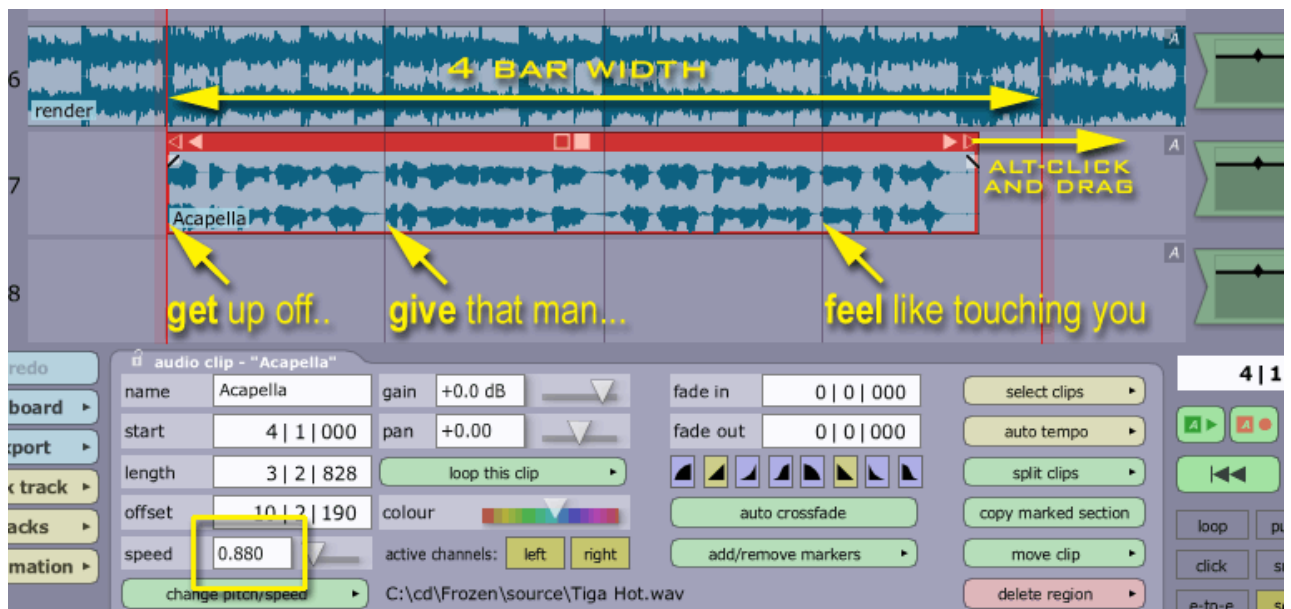 6
A
4 BAR WIDTH
render
7
A
ALT-CLICK
AND DRAG
Acapella
8
A
get up off..
give that man...
feel like touching you
redo
board
port
k track
acks
mation
audio clip - "Acapella"
name Acapella
start 4| 1| 000
length 3| 2| 828
offset 10| 2| 190
speed 0.880
change pitch/speed
gain +0.0 dB
pan +0.00
loop this clip
colour
active channels: left right
C:\cd\Frozen\source\Tiga Hot.wav
fade in 0| 0| 000
fade out 0| 0| 000
auto crossfade
add/remove markers
select clips
auto tempo
split clips
copy marked section
move clip
delete region
4| 1
A A
loop
click
e-to-e